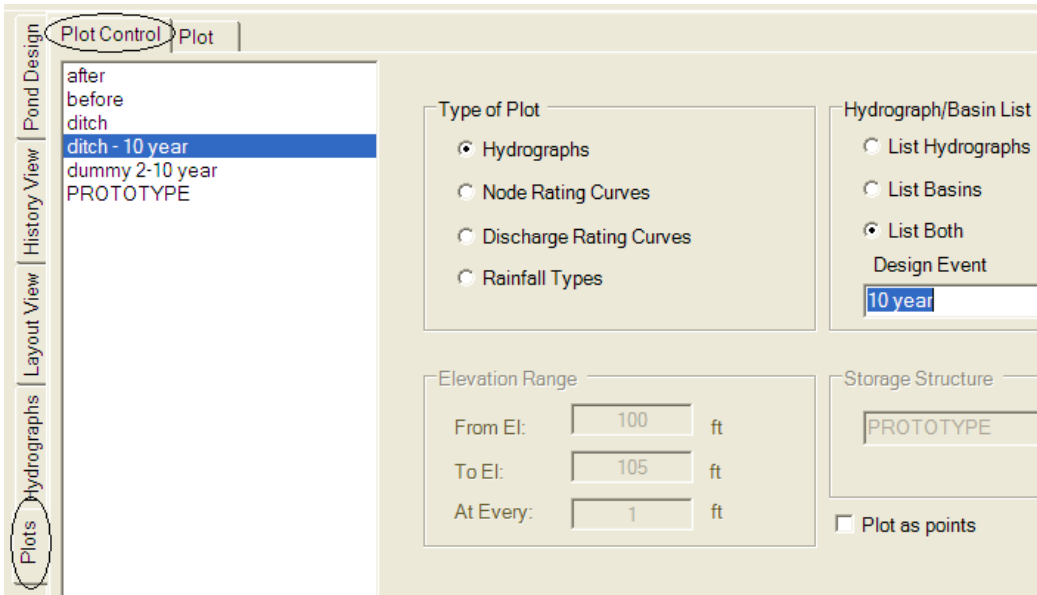 Plot Control
Plot
Pond Design
History View
Layout View
Hydrographs
Plots
after
before
ditch
ditch - 10 year
dummy 2-10 year
PROTOTYPE
Type of Plot
Hydrographs
Node Rating Curves
Discharge Rating Curves
Rainfall Types
Hydrograph/Basin List
List Hydrographs
List Basins
List Both
Design Event
10 year
Elevation Range
From El: 100 ft
To El: 105 ft
At Every: 1 ft
Storage Structure
PROTOTYPE
Plot as points